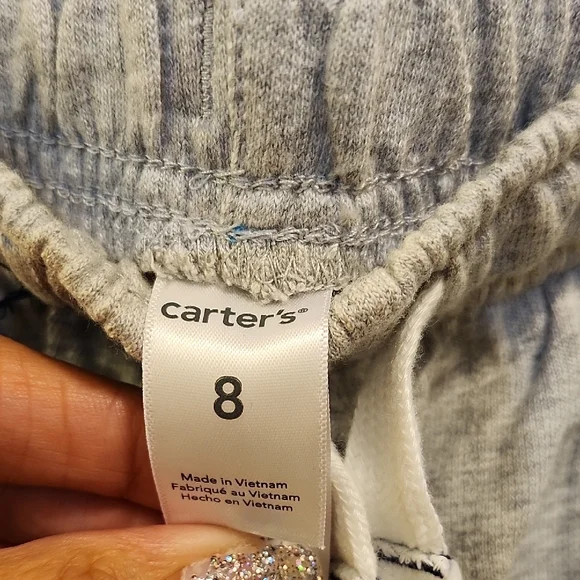 carter's®
8
Made in Vietnam
Fabriqué au Vietnam
Hecho en Vietnam